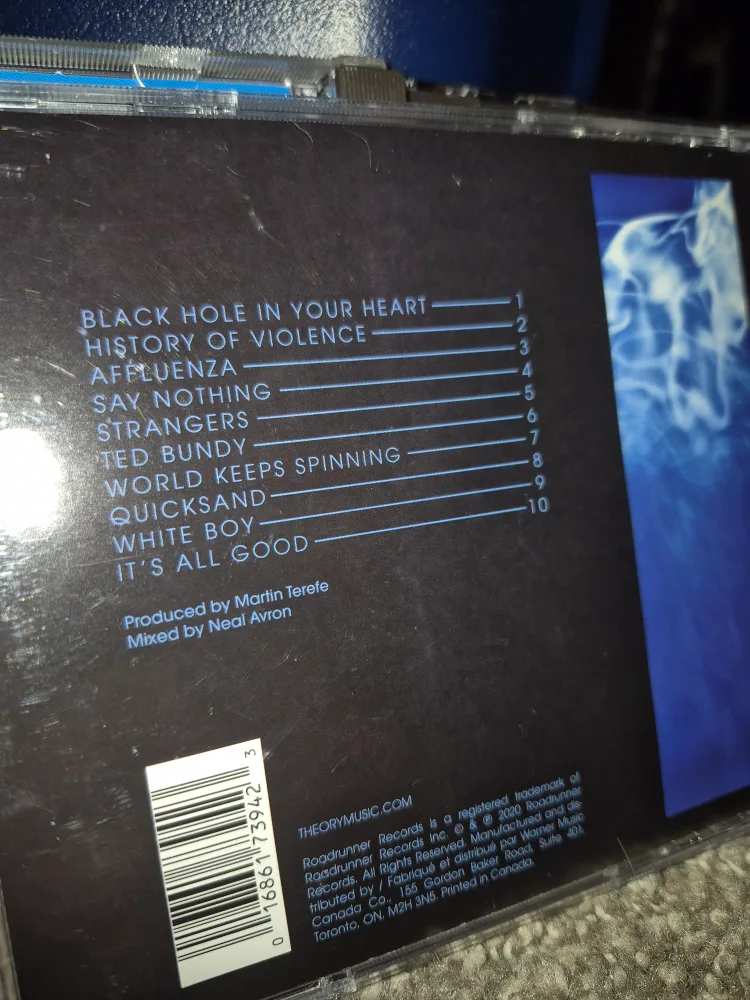 BLACK HOLE IN YOUR HEART 1
HISTORY OF VIOLENCE 2
AFFLUENZA 3
SAY NOTHING 4
STRANGERS 5
TED BUNDY 6
WORLD KEEPS SPINNING 7
QUICKSAND 8
WHITE BOY 9
IT'S ALL GOOD 10
Produced by Martin Terefe
Mixed by Neal Avron
0 16861 73942 3
THEORYMUSIC.COM
Roadrunner Records is a registered trademark of
Roadrunner Records Inc. © & ℗ 2020 Roadrunner
Records. All Rights Reserved. Manufactured and dis-
tributed by / Fabriqué et distribué par Warner Music
Canada Co., 155 Gordon Baker Road, Suite 401,
Toronto, ON, M2H 3N5. Printed in Canada.